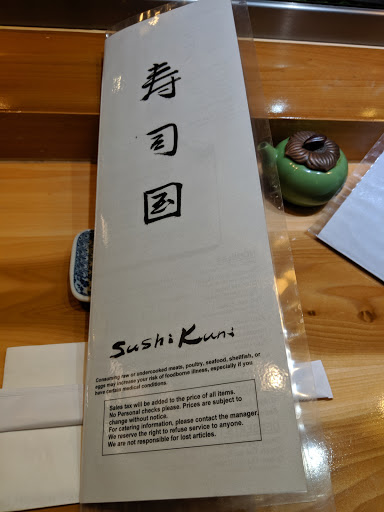 寿
司
国
Sushi Kuni
Consuming raw or undercooked meats, poultry, seafood, shellfish, or
eggs may increase your risk of foodborne illness, especially if you
have certain medical conditions.
Sales tax will be added to the price of all items.
No Personal checks please. Prices are subject to
change without notice.
For catering information, please contact the manager.
We reserve the right to refuse service to anyone.
We are not responsible for lost articles.